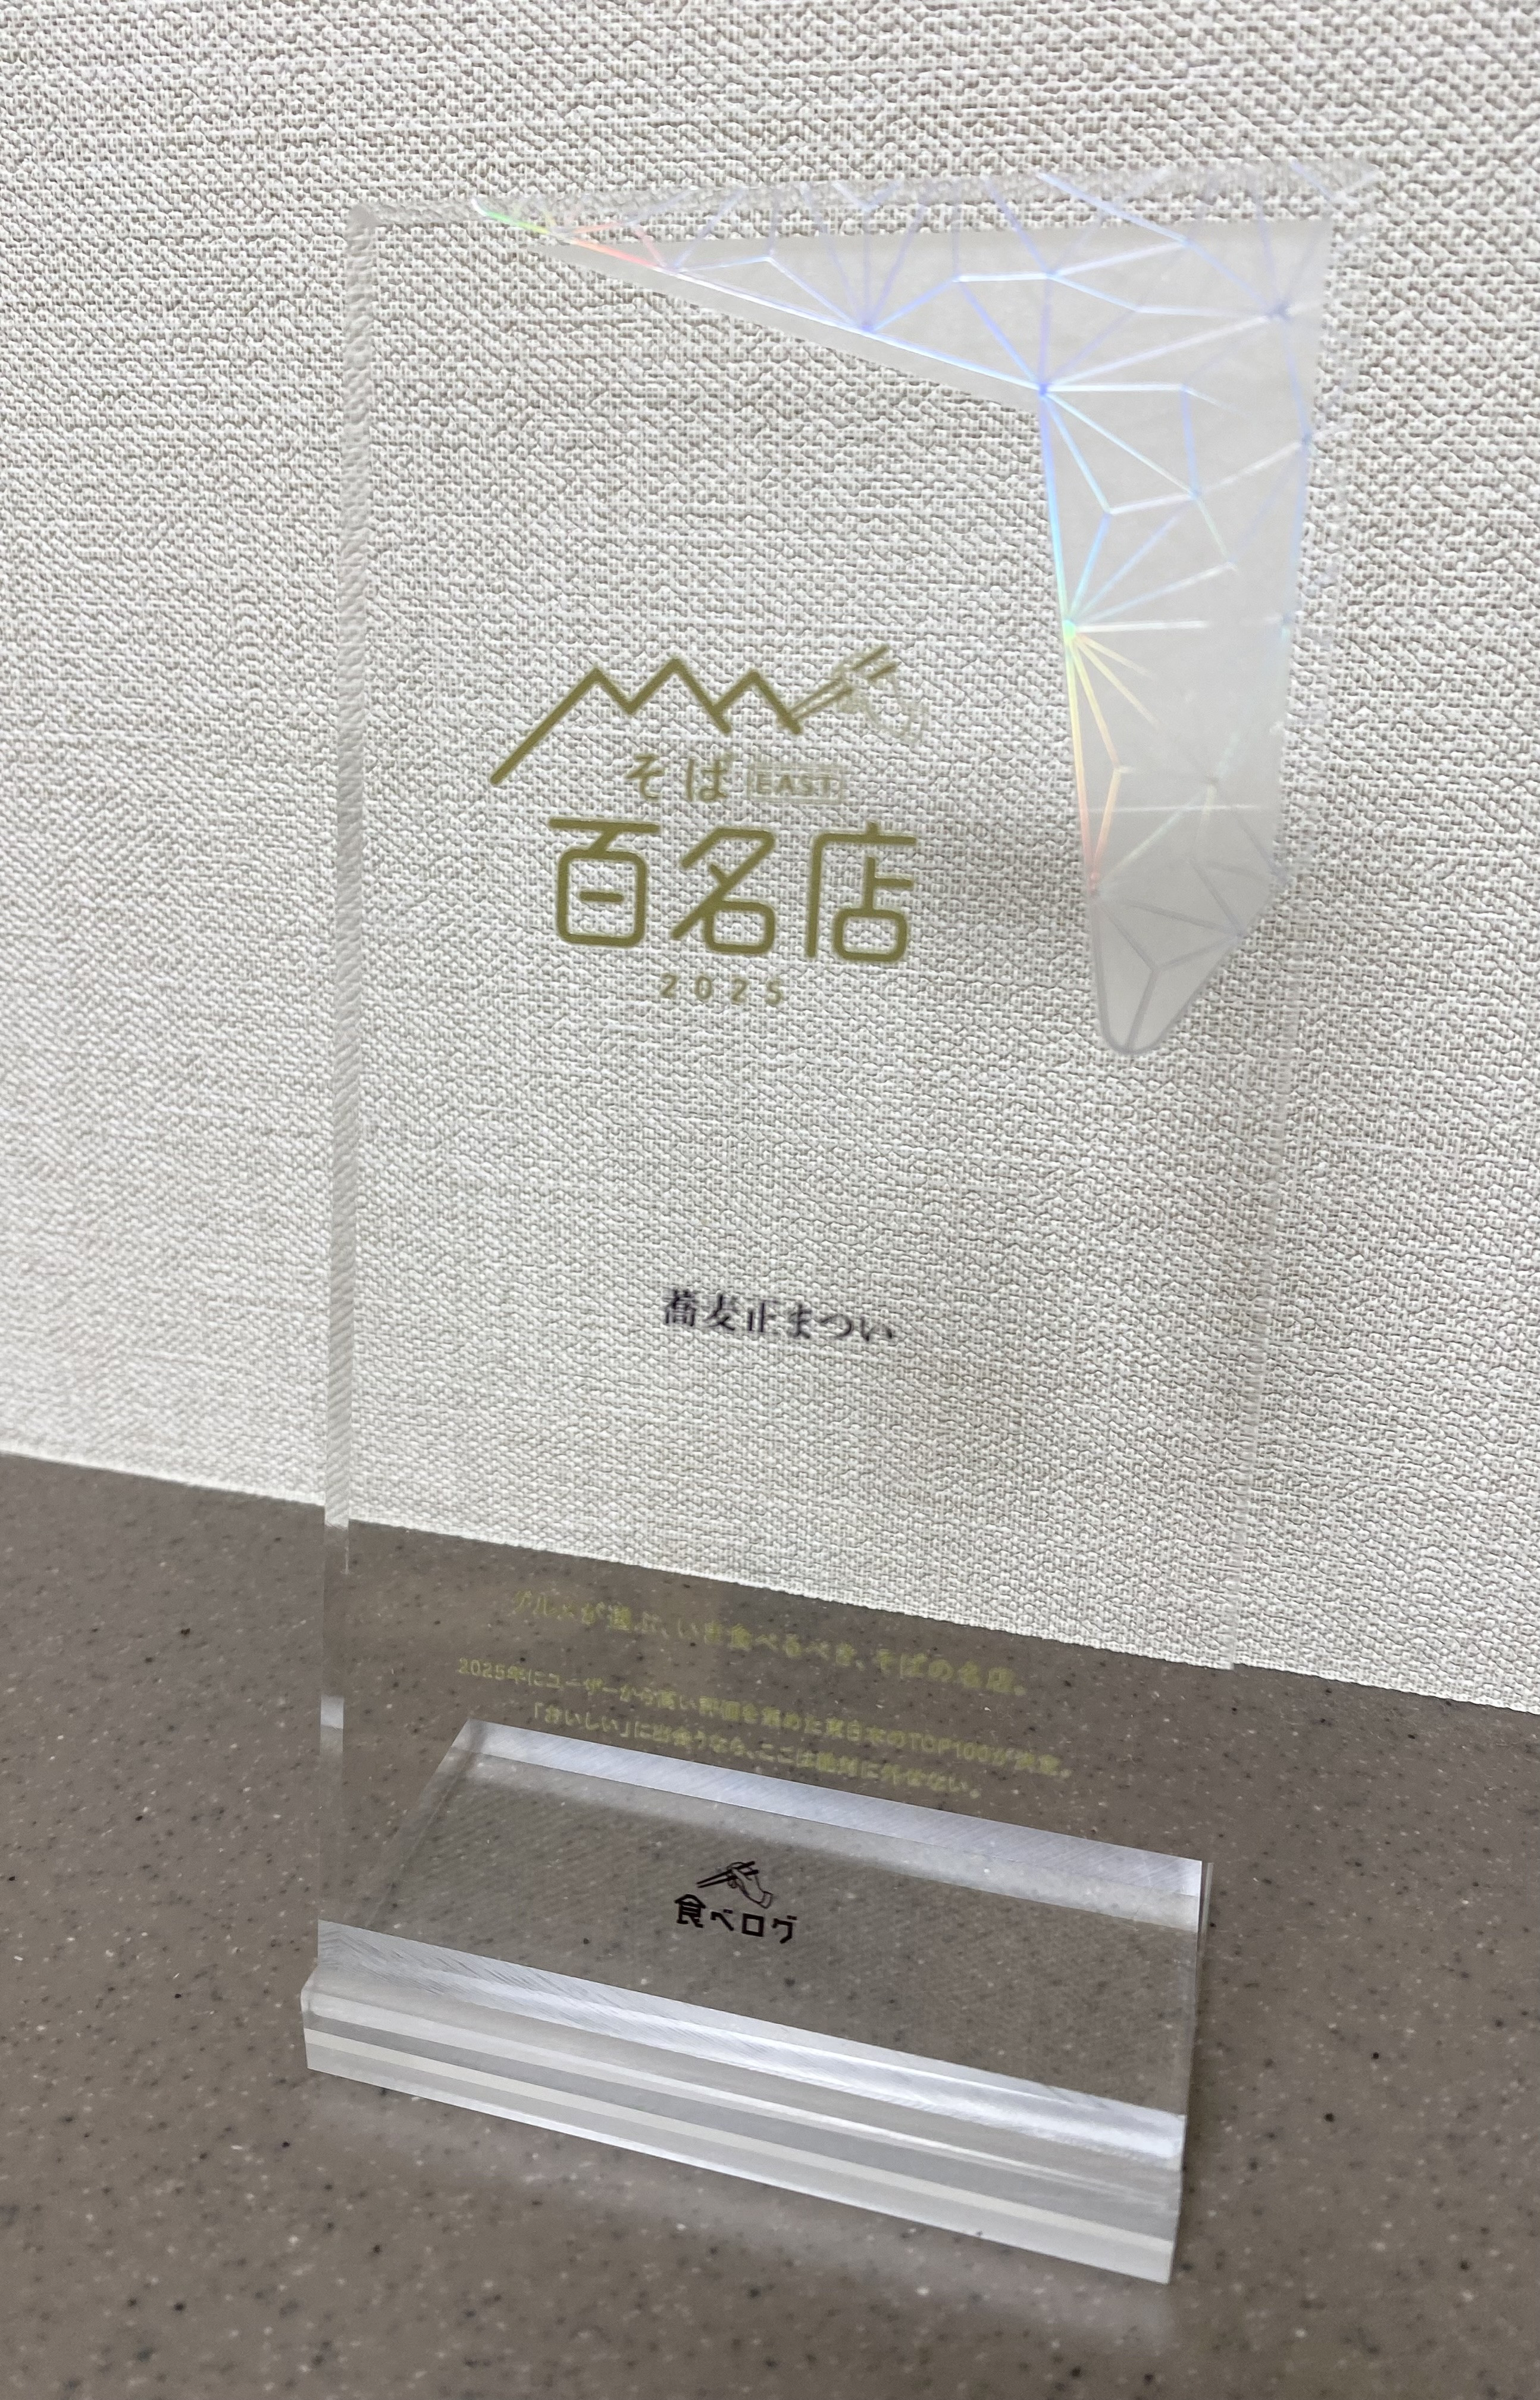 そば EAST
百名店
2025
蕎麦正まつい
グルメが選ぶ、いま食べるべき、そばの名店。
2025年にユーザーから高い評価を集めた東日本のTOP100が決定。
「おいしい」に出会うなら、ここは絶対に外せない。
食べログ